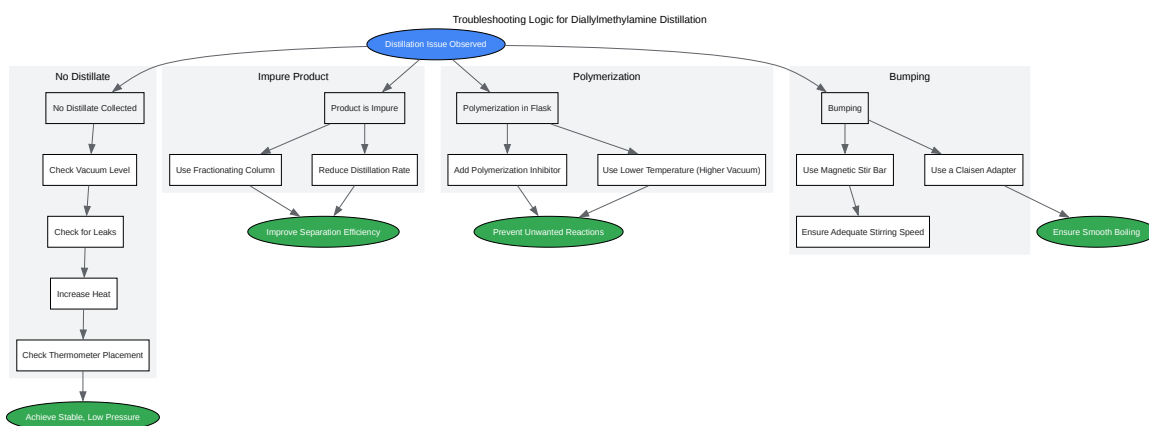 Troubleshooting Logic for Diallylmethylamine Distillation
Distillation Issue Observed
No Distillate
Impure Product
Polymerization
Bumping
No Distillate Collected
Product is Impure
Polymerization in Flask
Bumping
Check Vacuum Level
Use Fractionating Column
Reduce Distillation Rate
Add Polymerization Inhibitor
Use Lower Temperature (Higher Vacuum)
Use Magnetic Stir Bar
Use a Claisen Adapter
Check for Leaks
Improve Separation Efficiency
Prevent Unwanted Reactions
Ensure Adequate Stirring Speed
Ensure Smooth Boiling
Increase Heat
Check Thermometer Placement
Achieve Stable, Low Pressure